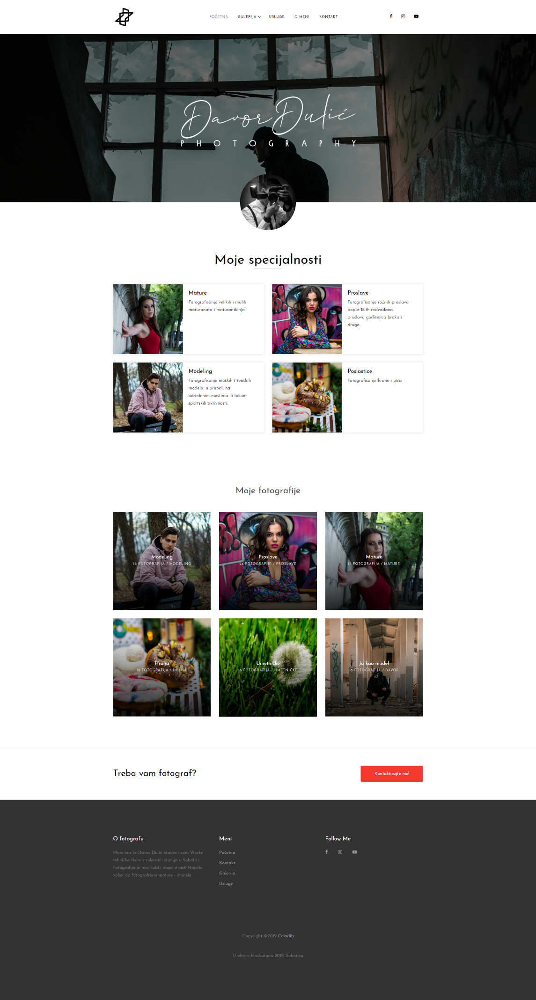 POČETNA GALERIJA USLUGE O MENI KONTAKT
Davor Dulić
PHOTOGRAPHY
Moje specijalnosti
Mature
Fotografisanje velikih i malih
maturanata i maturantkinja.
Proslave
Fotografisanje raznih proslava
poput 18-ih rođendana,
proslava godišnjica braka i
drugo...
Modeling
Fotografisanje muških i ženskih
modela, u prirodi, na
određenim mestima ili tokom
sportskih aktivnosti.
Poslastice
Fotografisanje hrane i pića
Moje fotografije
Modeling
36 FOTOGRAFIJA / MODELING
Proslave
24 FOTOGRAFIJE / PROSLAVE
Mature
18 FOTOGRAFIJA / MATURE
Hrana
18 FOTOGRAFIJA / HRANA
Umetničke
18 FOTOGRAFIJA / UMETNIČKE
Ja kao model
18 FOTOGRAFIJA / DAVOR
Treba vam fotograf?
Kontaktirajte me!
O fotografu
Moje ime je Davor Dulić, student sam Visoke
tehničke škole strukovnih studija u Subotici.
Fotografija je moj hobi i moja strast! Najviše
volim da fotografišem mature i modele.
Meni
Početna
Kontakt
Galerija
Usluge
Follow Me
Copyright ©2019 Colorlib
U okviru Hackatona 2019. Subotica